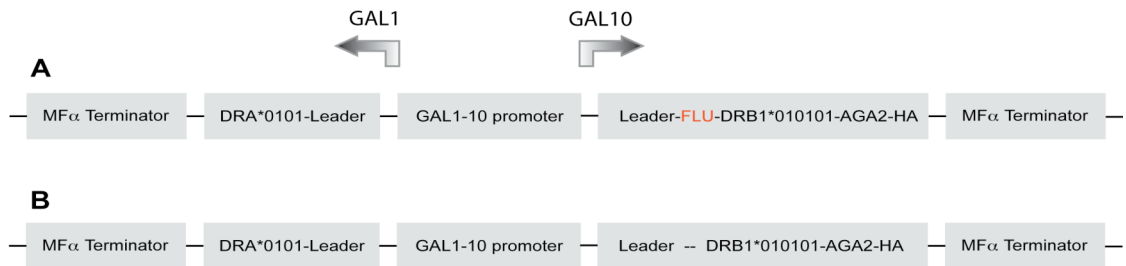 GAL1 GAL10
A
MFα Terminator DRA*0101-Leader GAL1-10 promoter Leader-FLU-DRB1*010101-AGA2-HA MFα Terminator
B
MFα Terminator DRA*0101-Leader GAL1-10 promoter Leader -- DRB1*010101-AGA2-HA MFα Terminator